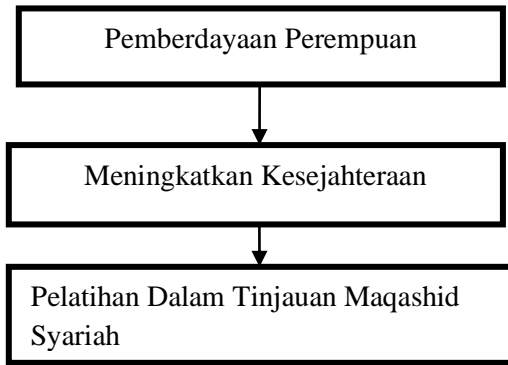 Pemberdayaan Perempuan
Meningkatkan Kesejahteraan
Pelatihan Dalam Tinjauan Maqashid
Syariah